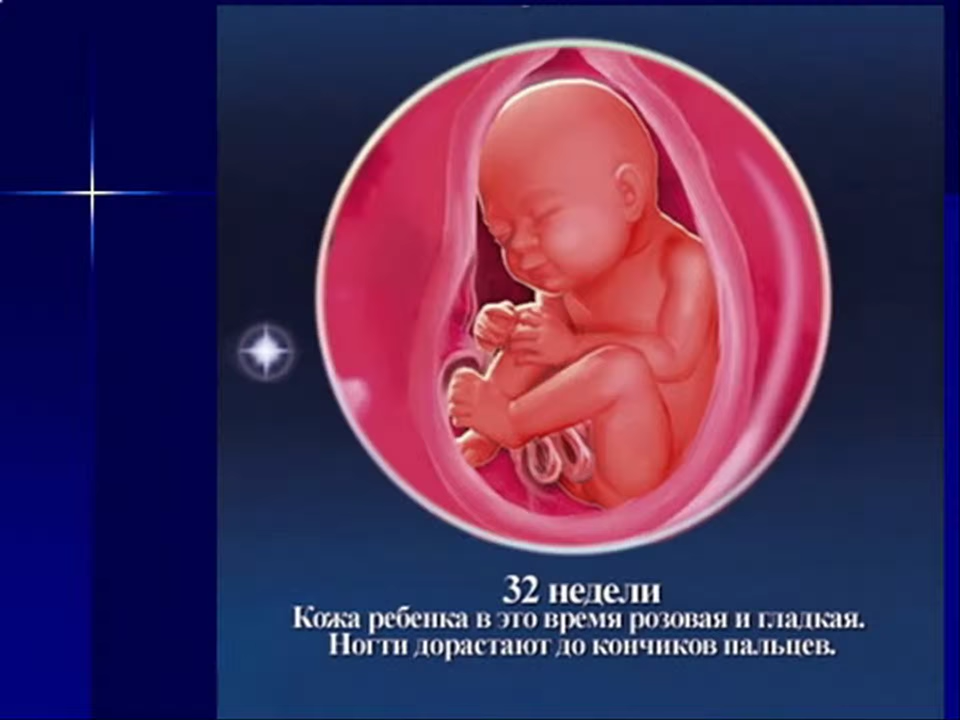 32 недели
Кожа ребенка в это время розовая и гладкая.
Ногти дорастают до кончиков пальцев.